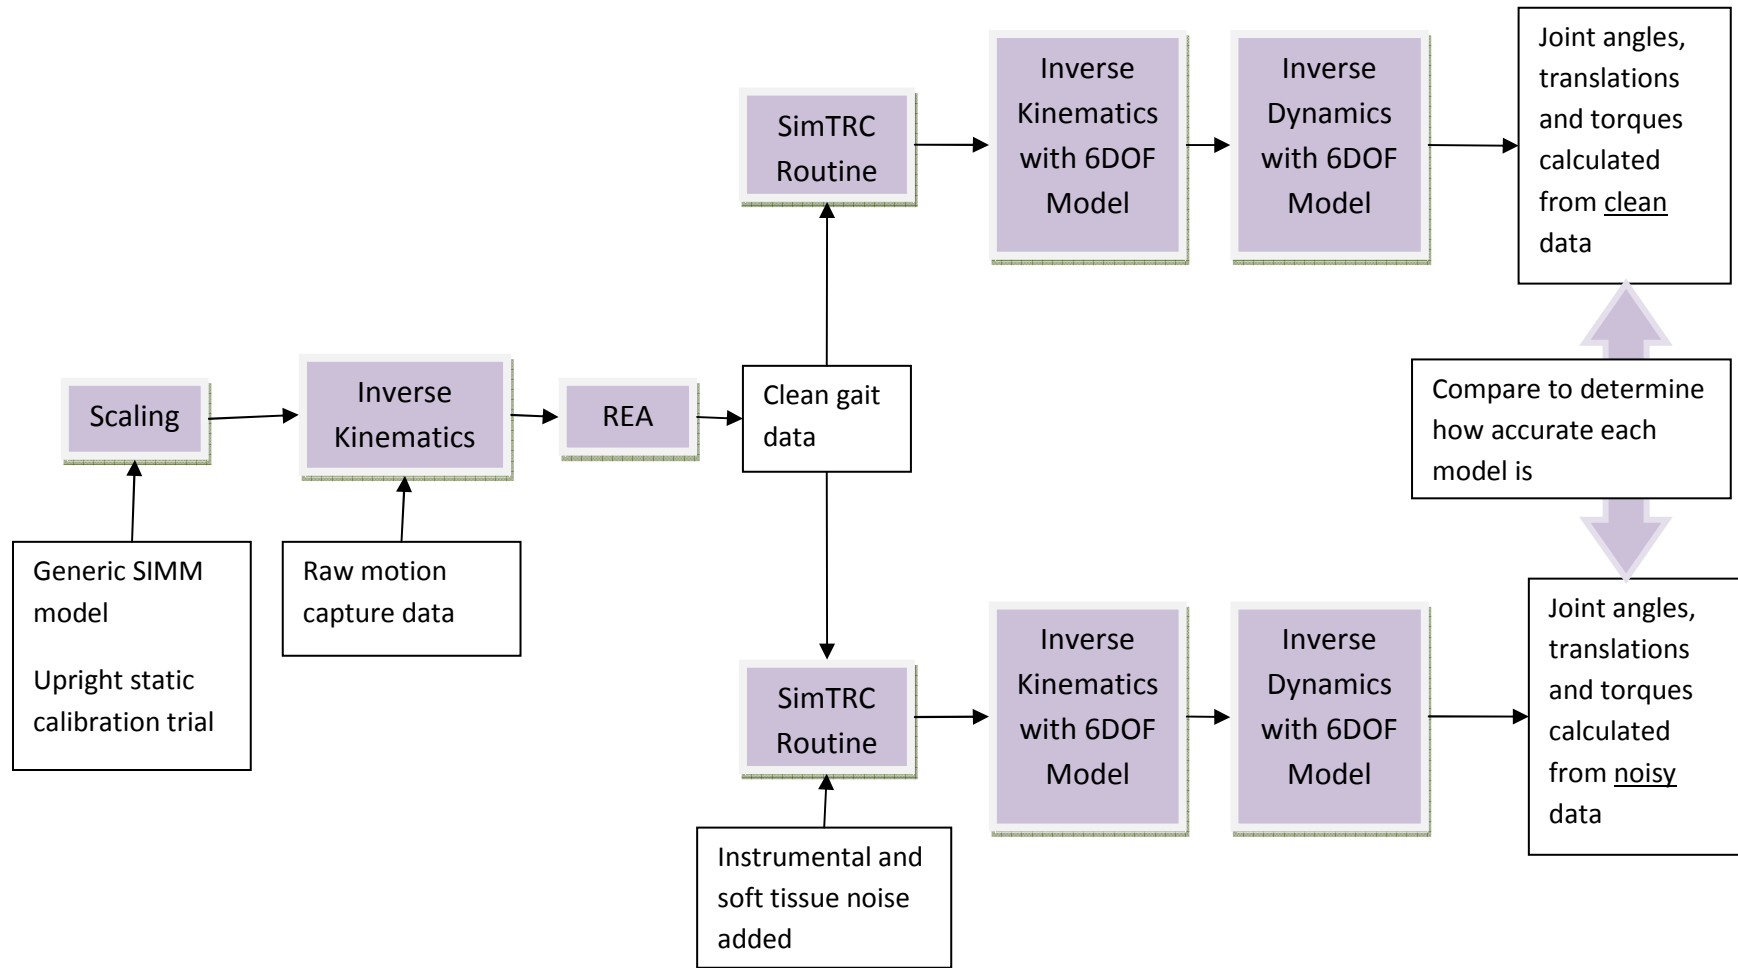 Scaling
Generic SIMM
model
Upright static
calibration trial
Inverse
Kinematics
Raw motion
capture data
REA
Clean gait
data
SimTRC
Routine
Inverse
Kinematics
with 6DOF
Model
Inverse
Dynamics
with 6DOF
Model
Joint angles,
translations
and torques
calculated
from clean
data
SimTRC
Routine
Instrumental and
soft tissue noise
added
Inverse
Kinematics
with 6DOF
Model
Inverse
Dynamics
with 6DOF
Model
Joint angles,
translations
and torques
calculated
from noisy
data
Compare to determine
how accurate each
model is